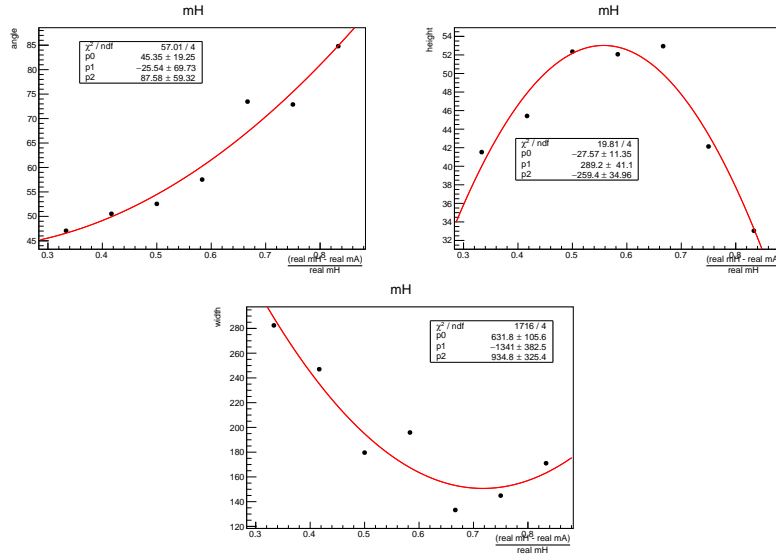 mH
angle
χ² / ndf 57.01 / 4
p0 45.35 ± 19.25
p1 −25.54 ± 69.73
p2 87.58 ± 59.32
85
80
75
70
65
60
55
50
45
0.3 0.4 0.5 0.6 0.7 0.8
(real mH - real mA)
real mH
mH
height
54
52
50
48
46
44
42
40
38
36
34
32
χ² / ndf 19.81 / 4
p0 −27.57 ± 11.35
p1 289.2 ± 41.1
p2 −259.4 ± 34.96
0.3 0.4 0.5 0.6 0.7 0.8
(real mH - real mA)
real mH
mH
width
χ² / ndf 1716 / 4
p0 631.8 ± 105.6
p1 −1341 ± 382.5
p2 934.8 ± 325.4
280
260
240
220
200
180
160
140
120
0.3 0.4 0.5 0.6 0.7 0.8
(real mH - real mA)
real mH